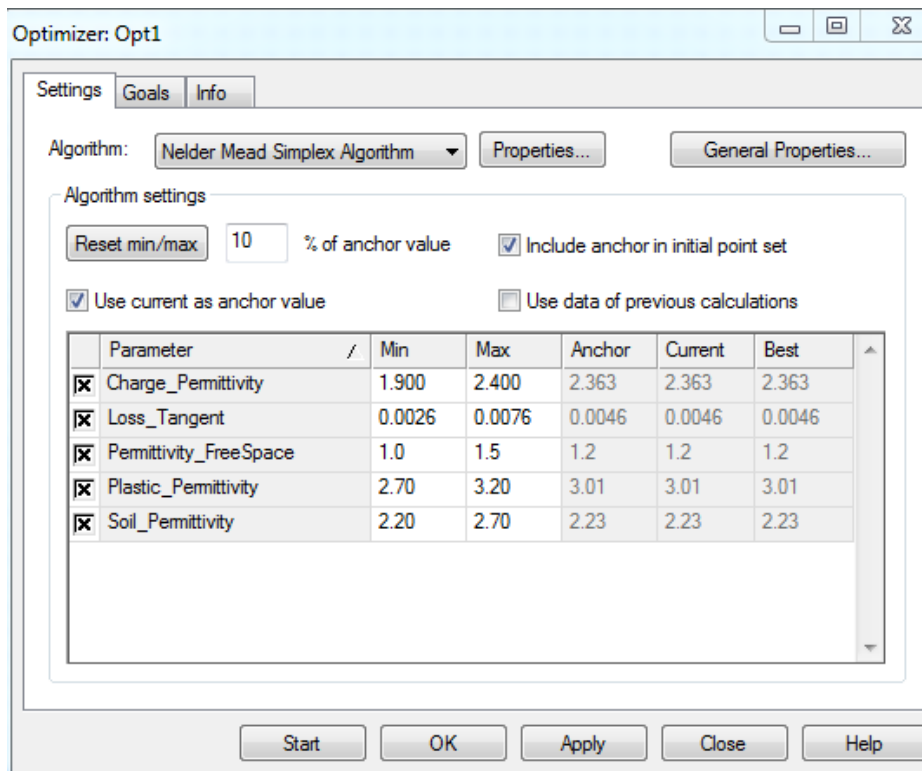 Optimizer: Opt1
Settings Goals Info
Algorithm: Nelder Mead Simplex Algorithm Properties... General Properties...
Algorithm settings
Reset min/max 10 % of anchor value Include anchor in initial point set
Use current as anchor value Use data of previous calculations
Parameter / Min Max Anchor Current Best
Charge_Permittivity 1.900 2.400 2.363 2.363 2.363
Loss_Tangent 0.0026 0.0076 0.0046 0.0046 0.0046
Permittivity_FreeSpace 1.0 1.5 1.2 1.2 1.2
Plastic_Permittivity 2.70 3.20 3.01 3.01 3.01
Soil_Permittivity 2.20 2.70 2.23 2.23 2.23
Start OK Apply Close Help